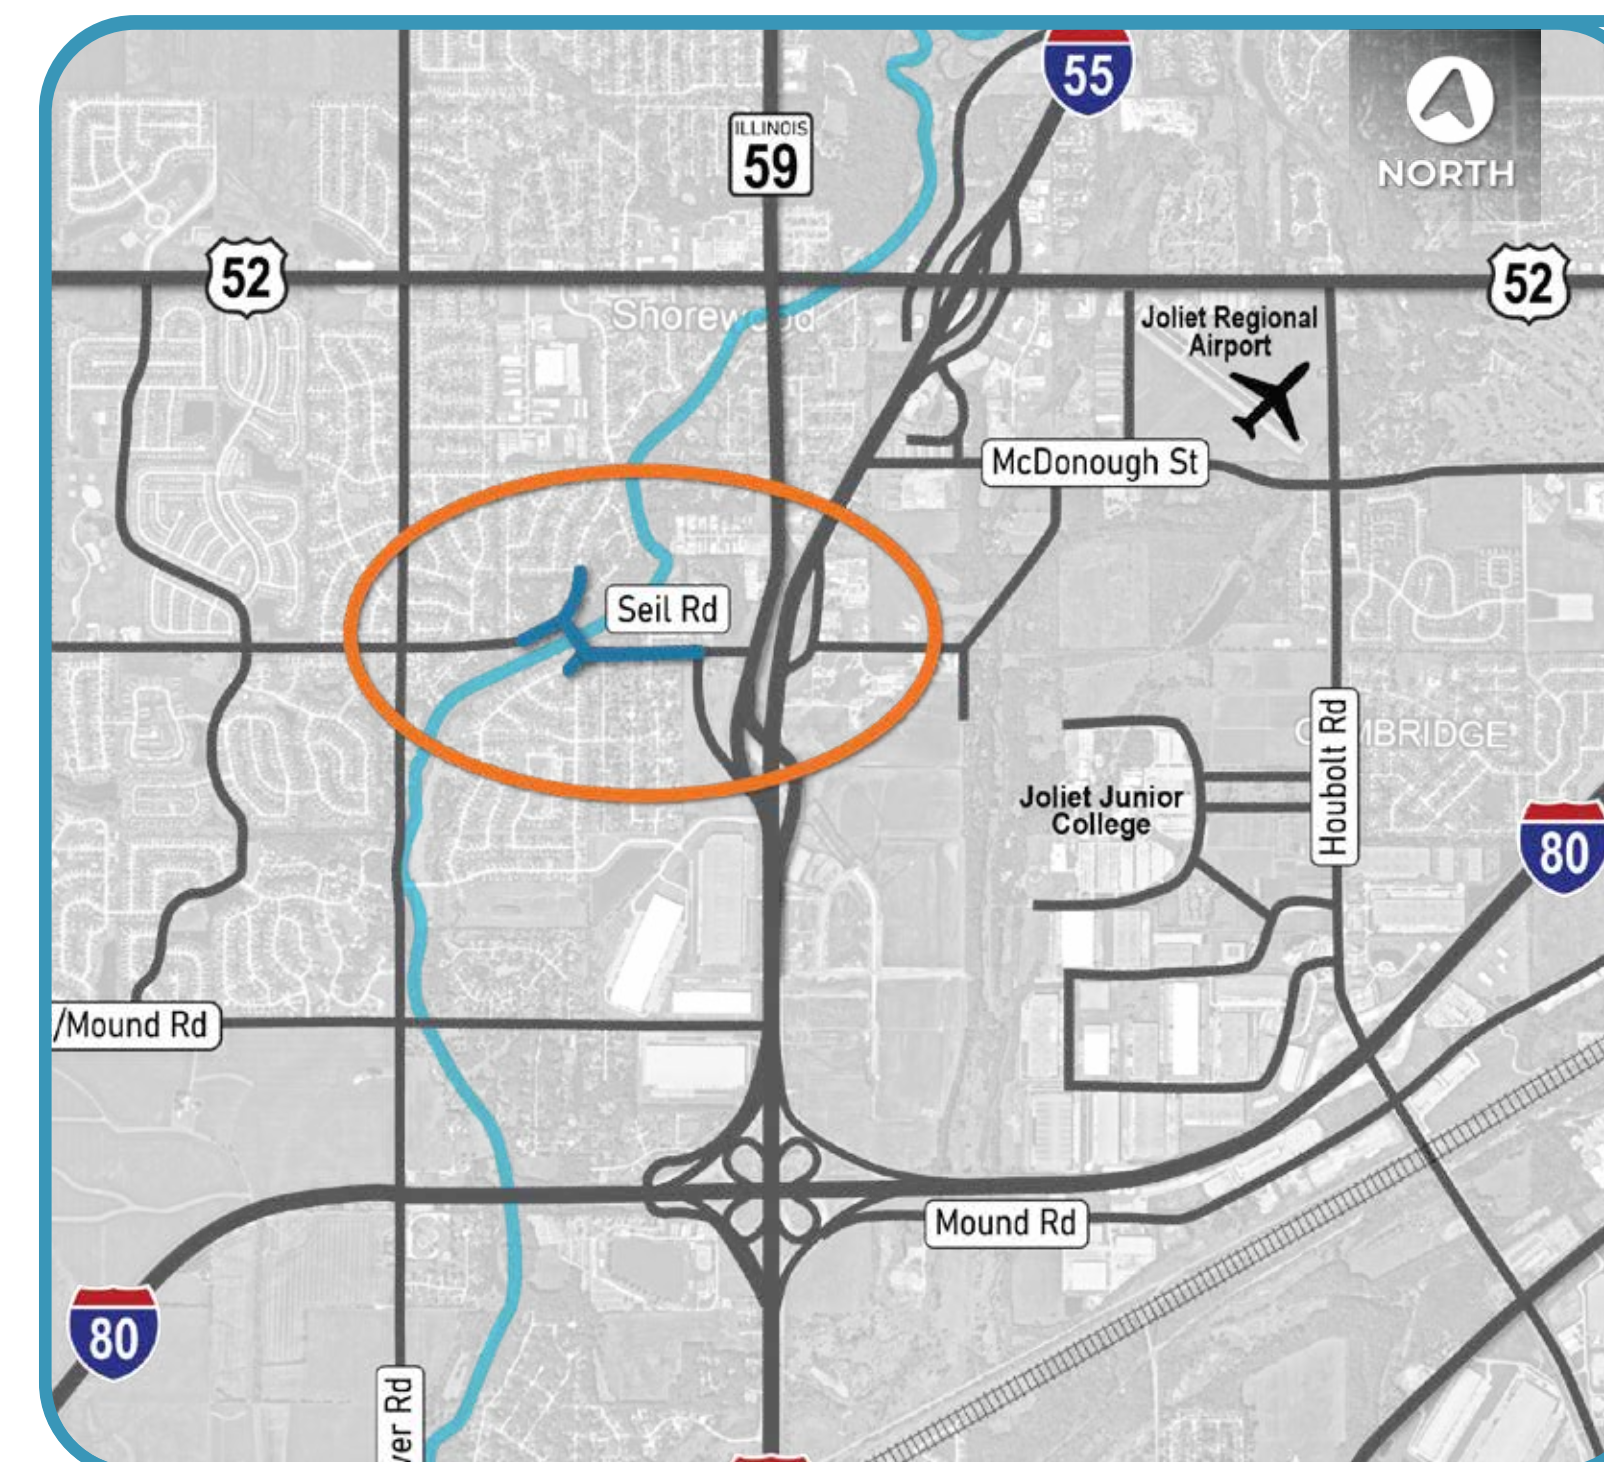 55
ILLINOIS
59
NORTH
52
52
Shorewood
Joliet Regional
Airport
McDonough St
Seil Rd
Houbolt Rd
MBRIDGE
Joliet Junior
College
80
/Mound Rd
Mound Rd
80
ver Rd